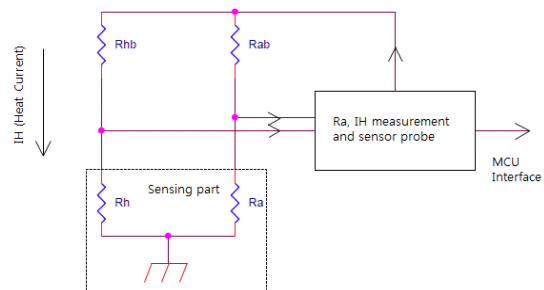 Rhb
Rab
IH (Heat Current)
Ra, IH measurement
and sensor probe
MCU
Interface
Sensing part
Rh
Ra